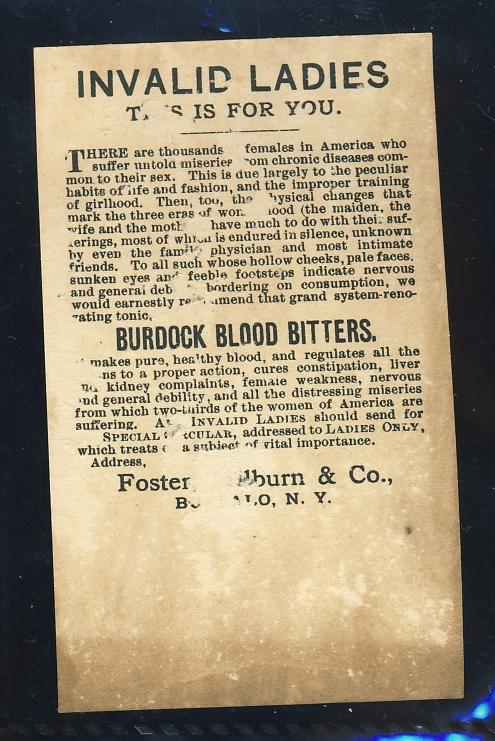 INVALID LADIES
THIS IS FOR YOU.
THERE are thousands females in America who
suffer untold miseries from chronic diseases com-
mon to their sex. This is due largely to the peculiar
habits of life and fashion, and the improper training
of girlhood. Then, too, the physical changes that
mark the three eras of womanhood (the maiden, the
wife and the mother have much to do with their suf-
ferings, most of which is endured in silence, unknown
by even the family physician and most intimate
friends. To all such whose hollow cheeks, pale faces.
sunken eyes and feeble footsteps indicate nervous
and general debility bordering on consumption, we
would earnestly recommend that grand system-reno-
vating tonic,
BURDOCK BLOOD BITTERS.
makes pure, healthy blood, and regulates all the
to a proper action, cures constipation, liver
and kidney complaints, female weakness, nervous
and general debility, and all the distressing miseries
from which two-thirds of the women of America are
suffering. ALL INVALID LADIES should send for
SPECIAL CIRCULAR, addressed to LADIES ONLY,
which treats a subject of vital importance.
Address,
Foster, Milburn & Co.,
BUFFALO, N. Y.